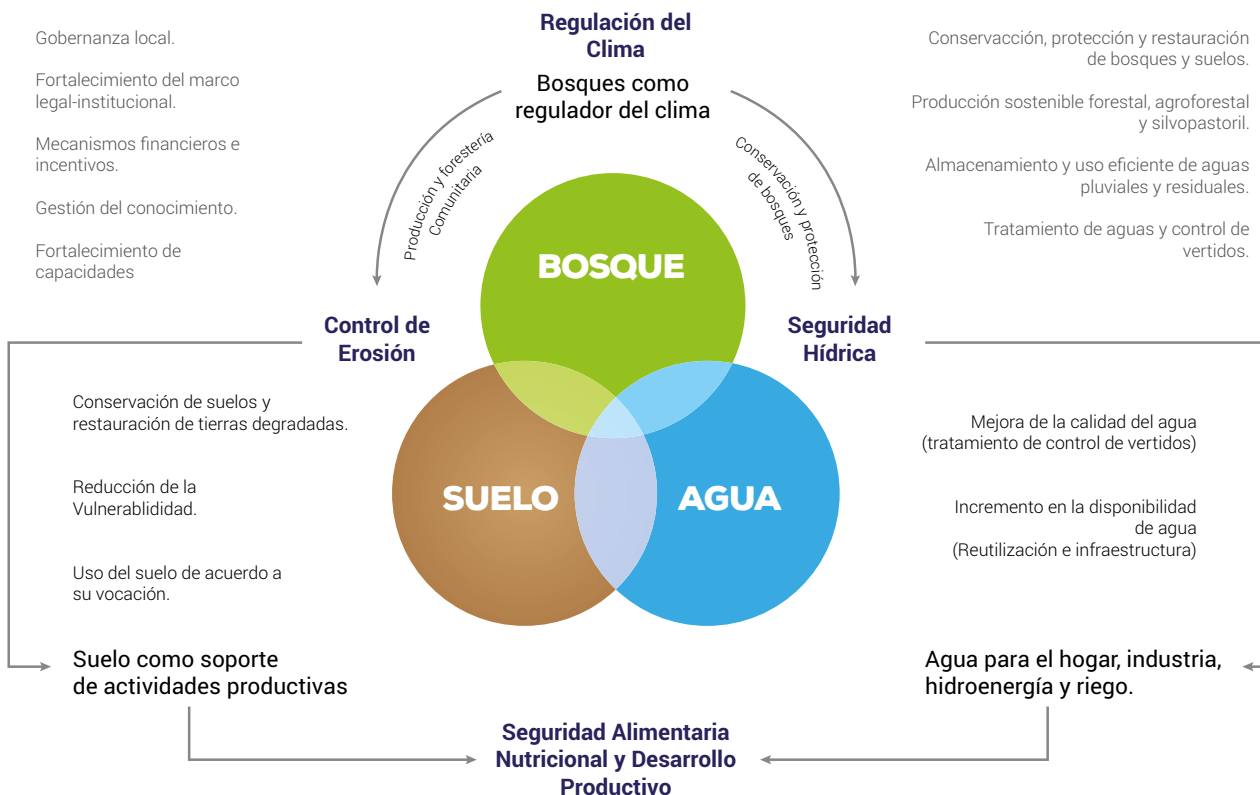 Regulación del
Clima
Bosques como
regulador del clima
Gobernanza local.
Fortalecimiento del marco
legal-institucional.
Mecanismos financieros e
incentivos.
Gestión del conocimiento.
Fortalecimiento de
capacidades
Conservacción, protección y restauración
de bosques y suelos.
Producción sostenible forestal, agroforestal
y silvopastoril.
Almacenamiento y uso eficiente de aguas
pluviales y residuales.
Tratamiento de aguas y control de
vertidos.
Producción y forestería
Comunitaria
Conservación y protección
de bosques
BOSQUE
SUELO
AGUA
Control de
Erosión
Seguridad
Hídrica
Conservación de suelos y
restauración de tierras degradadas.
Reducción de la
Vulnerablididad.
Uso del suelo de acuerdo a
su vocación.
Suelo como soporte
de actividades productivas
Mejora de la calidad del agua
(tratamiento de control de vertidos)
Incremento en la disponibilidad
de agua
(Reutilización e infraestructura)
Agua para el hogar, industria,
hidroenergía y riego.
Seguridad Alimentaria
Nutricional y Desarrollo
Productivo